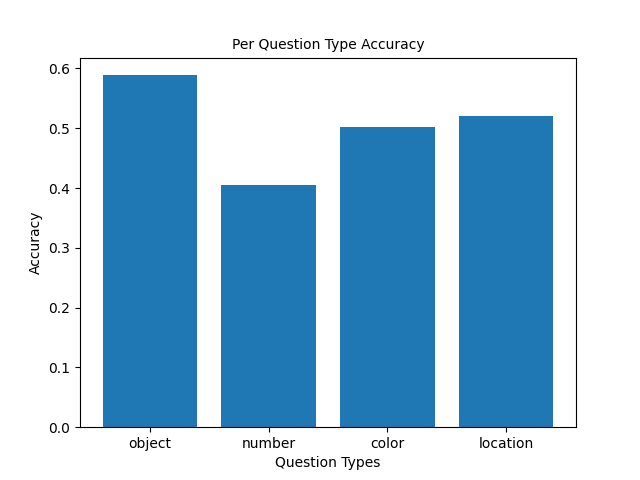 Per Question Type Accuracy
0.6
0.5
0.4
0.3
0.2
0.1
0.0
Accuracy
object number color location
Question Types